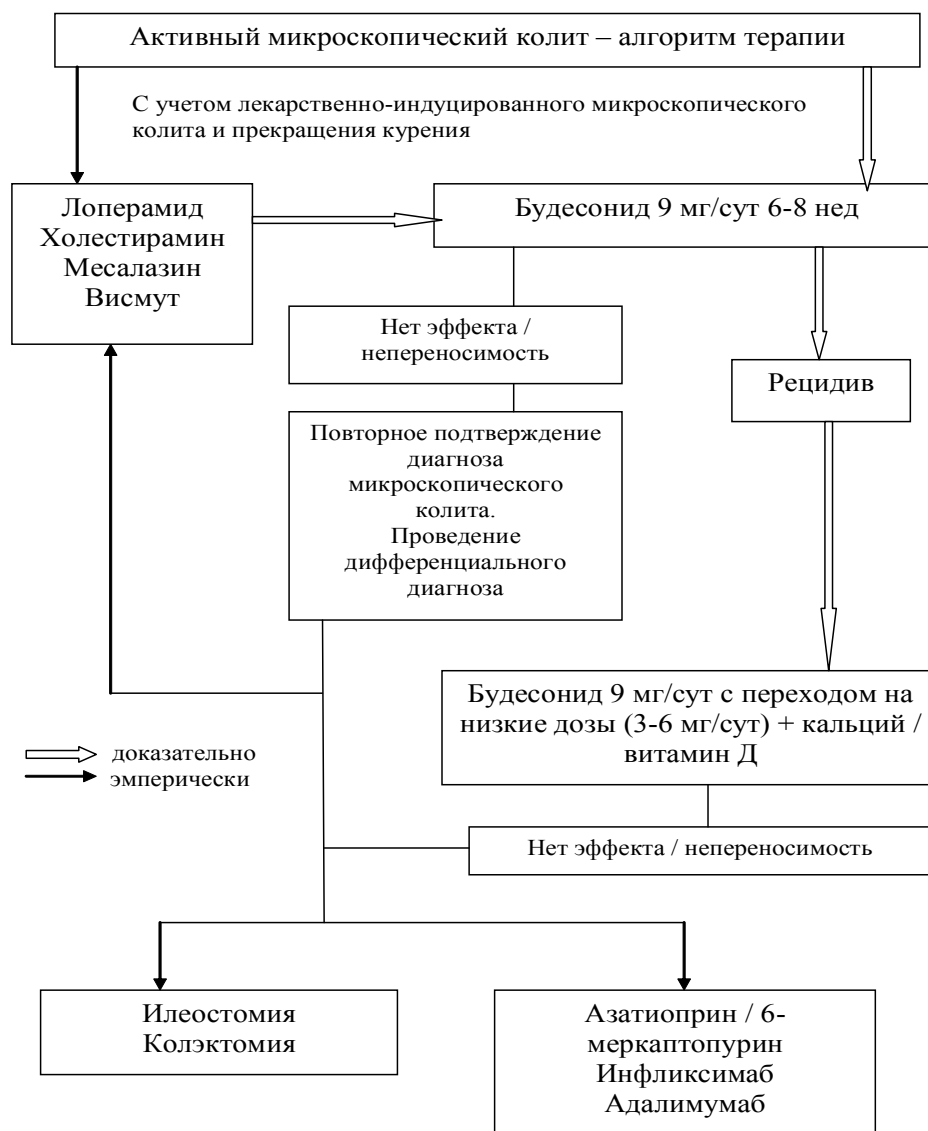 Активный микроскопический колит – алгоритм терапии
С учетом лекарственно-индуцированного микроскопического
колита и прекращения курения
Лоперамид
Холестирамин
Месалазин
Висмут
Будесонид 9 мг/сут 6-8 нед
Нет эффекта /
непереносимость
Рецидив
Повторное подтверждение
диагноза
микроскопического
колита.
Проведение
дифференциального
диагноза
Будесонид 9 мг/сут с переходом на
низкие дозы (3-6 мг/сут) + кальций /
витамин Д
доказательно
эмперически
Нет эффекта / непереносимость
Илеостомия
Колэктомия
Азатиоприн / 6-
меркаптопурин
Инфликсимаб
Адалимумаб